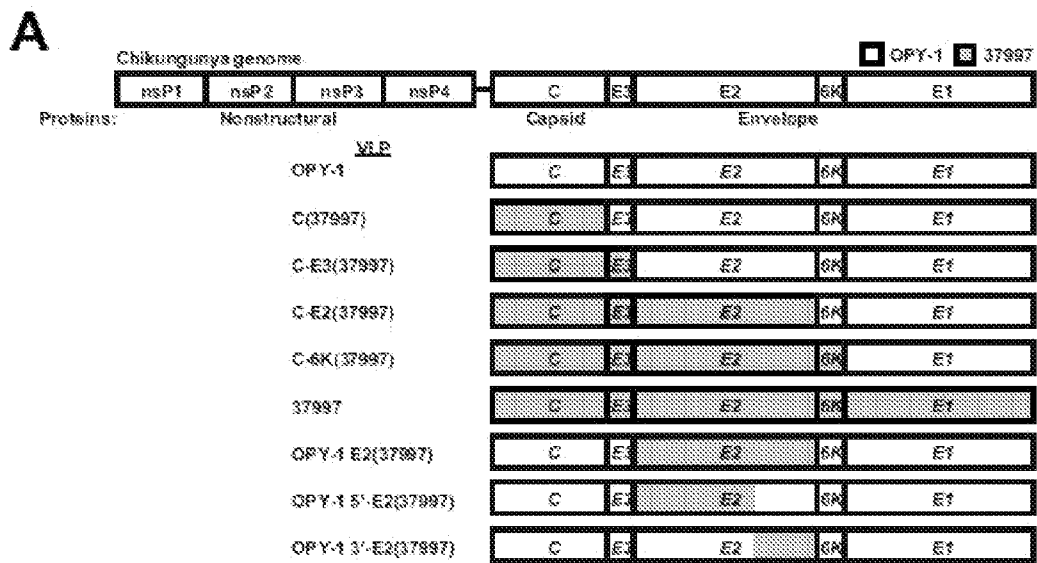 A
Chikungunya genome
OPY-1 37997
nsP1 nsP2 nsP3 nsP4 C E3 E2 6K E1
Proteins: Nonstructural Capsid Envelope
VLP
OPY-1 C E3 E2 6K E1
C(37997) C E3 E2 6K E1
C-E3(37997) C E3 E2 6K E1
C-E2(37997) C E3 E2 6K E1
C-6K(37997) C E3 E2 6K E1
37997 C E3 E2 6K E1
OPY-1 E2(37997) C E3 E2 6K E1
OPY-1 5'-E2(37997) C E3 E2 6K E1
OPY-1 3'-E2(37997) C E3 E2 6K E1